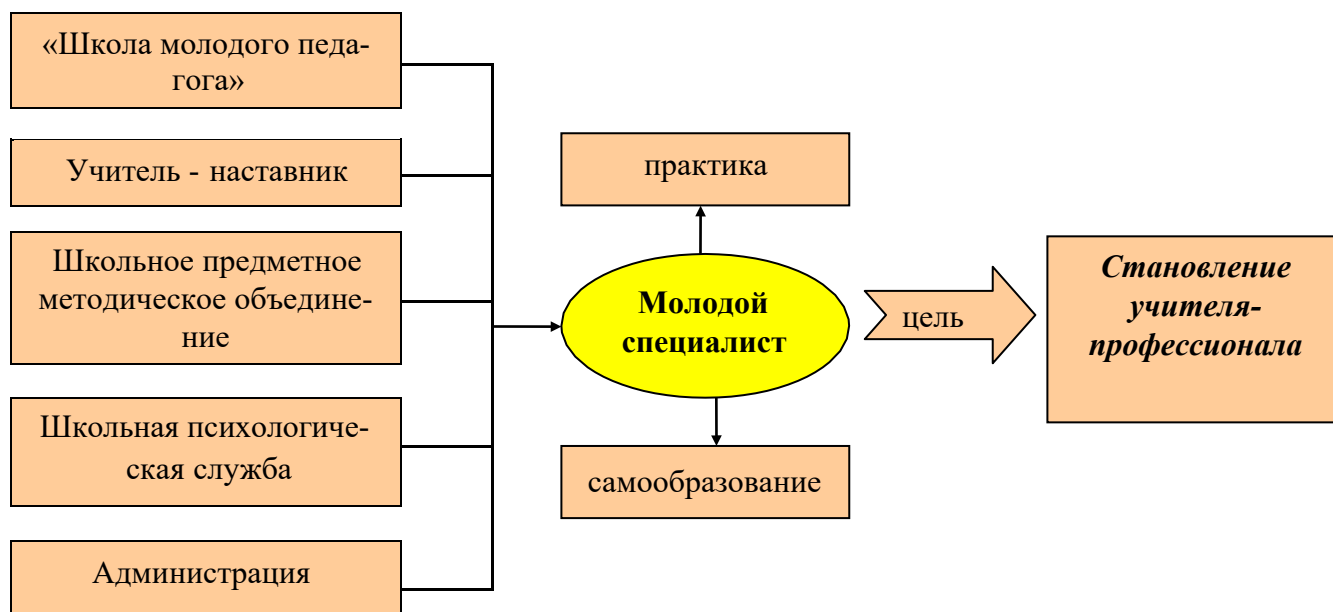 «Школа молодого педа-
гога»
Учитель - наставник
Школьное предметное
методическое объедине-
ние
Школьная психологиче-
ская служба
Администрация
практика
Молодой
специалист
самообразование
цель
Становление
учителя-
профессионала